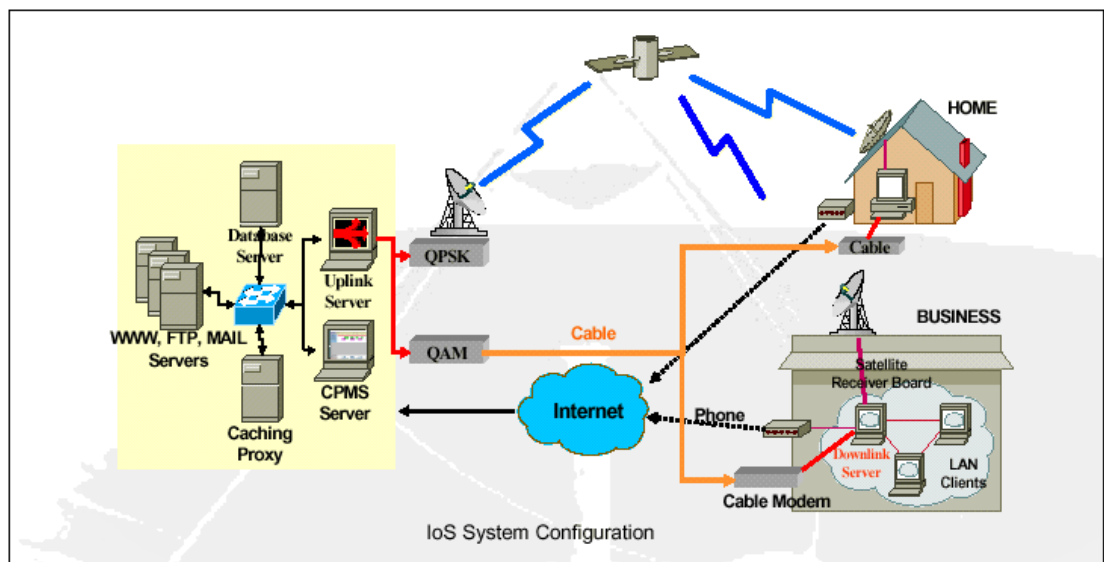 HOME
Database
Server
QPSK
Cable
Uplink
Server
WWW, FTP, MAIL
Servers
BUSINESS
Cable
QAM
Satellite
Receiver Board
CPMS
Server
Internet
Phone
Caching
Proxy
Downlink
Server
LAN
Clients
Cable Modem
IoS System Configuration